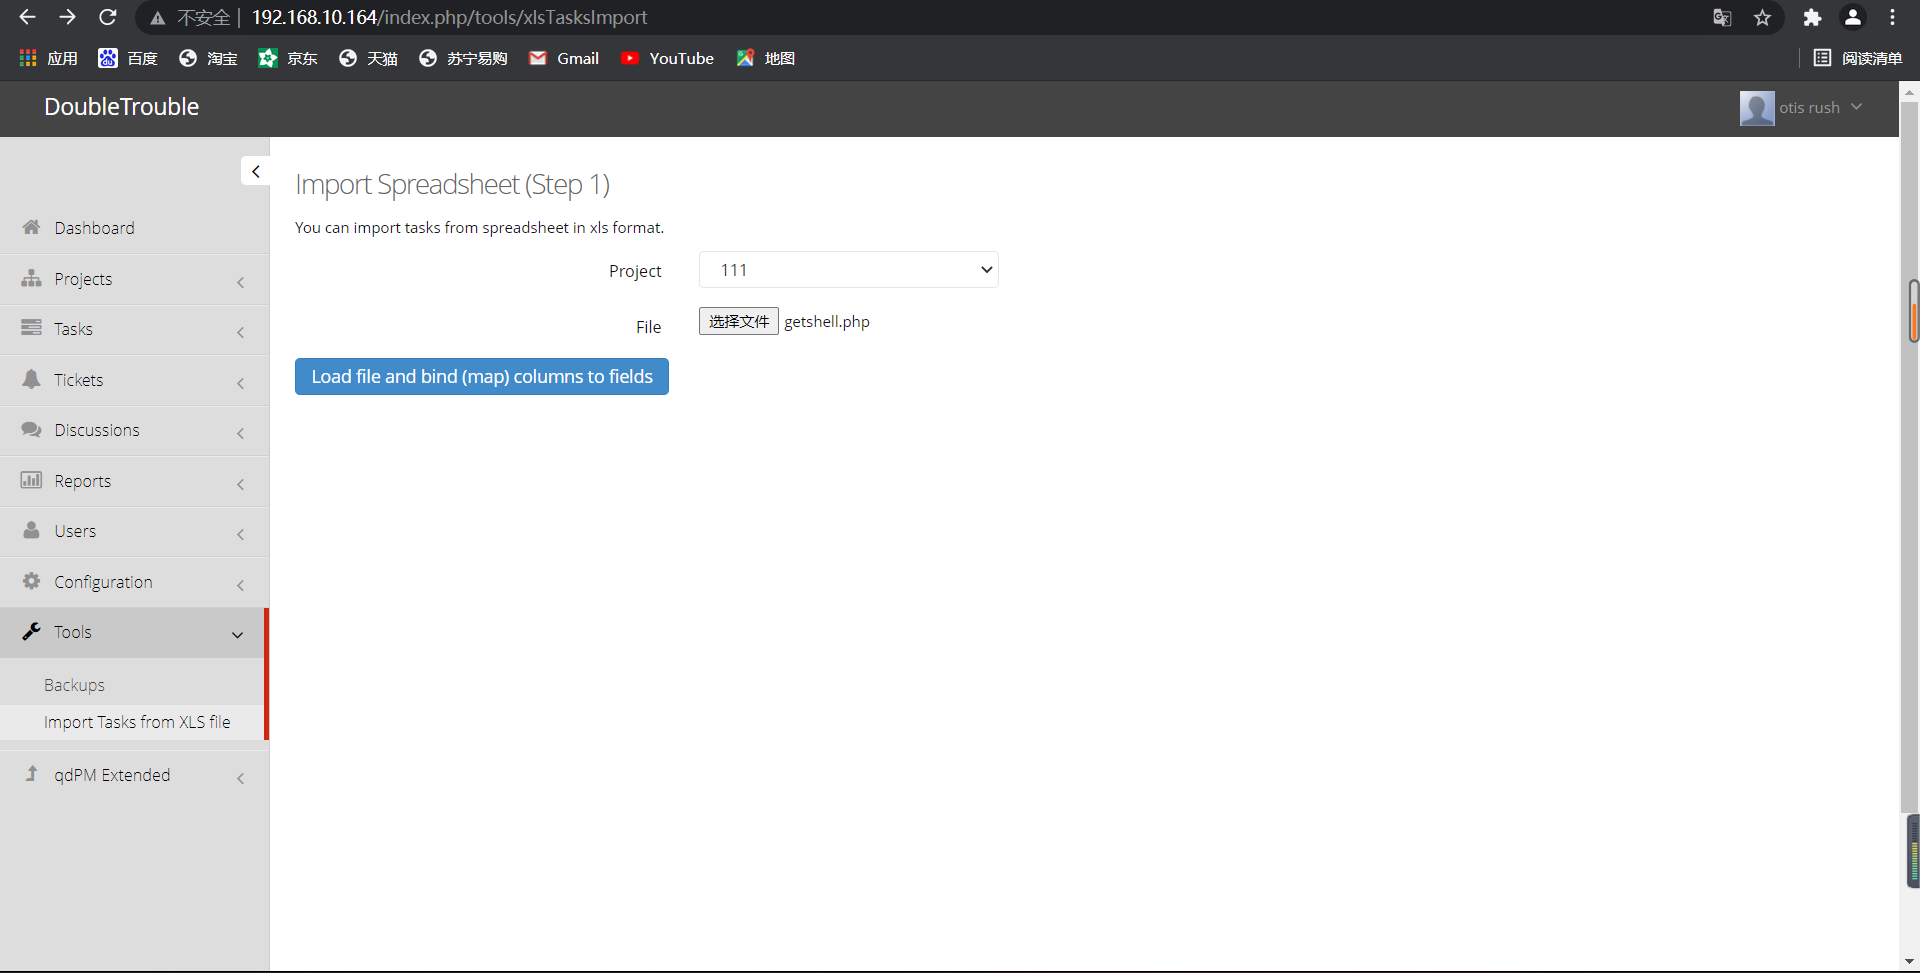 不安全 | 192.168.10.164/index.php/tools/xlsTasksImport
应用 百度 淘宝 京东 天猫 苏宁易购 Gmail YouTube 地图 阅读清单
DoubleTrouble
otis rush
Import Spreadsheet (Step 1)
You can import tasks from spreadsheet in xls format.
Project 111
File 选择文件 getshell.php
Load file and bind (map) columns to fields
Dashboard
Projects
Tasks
Tickets
Discussions
Reports
Users
Configuration
Tools
Backups
Import Tasks from XLS file
qdPM Extended